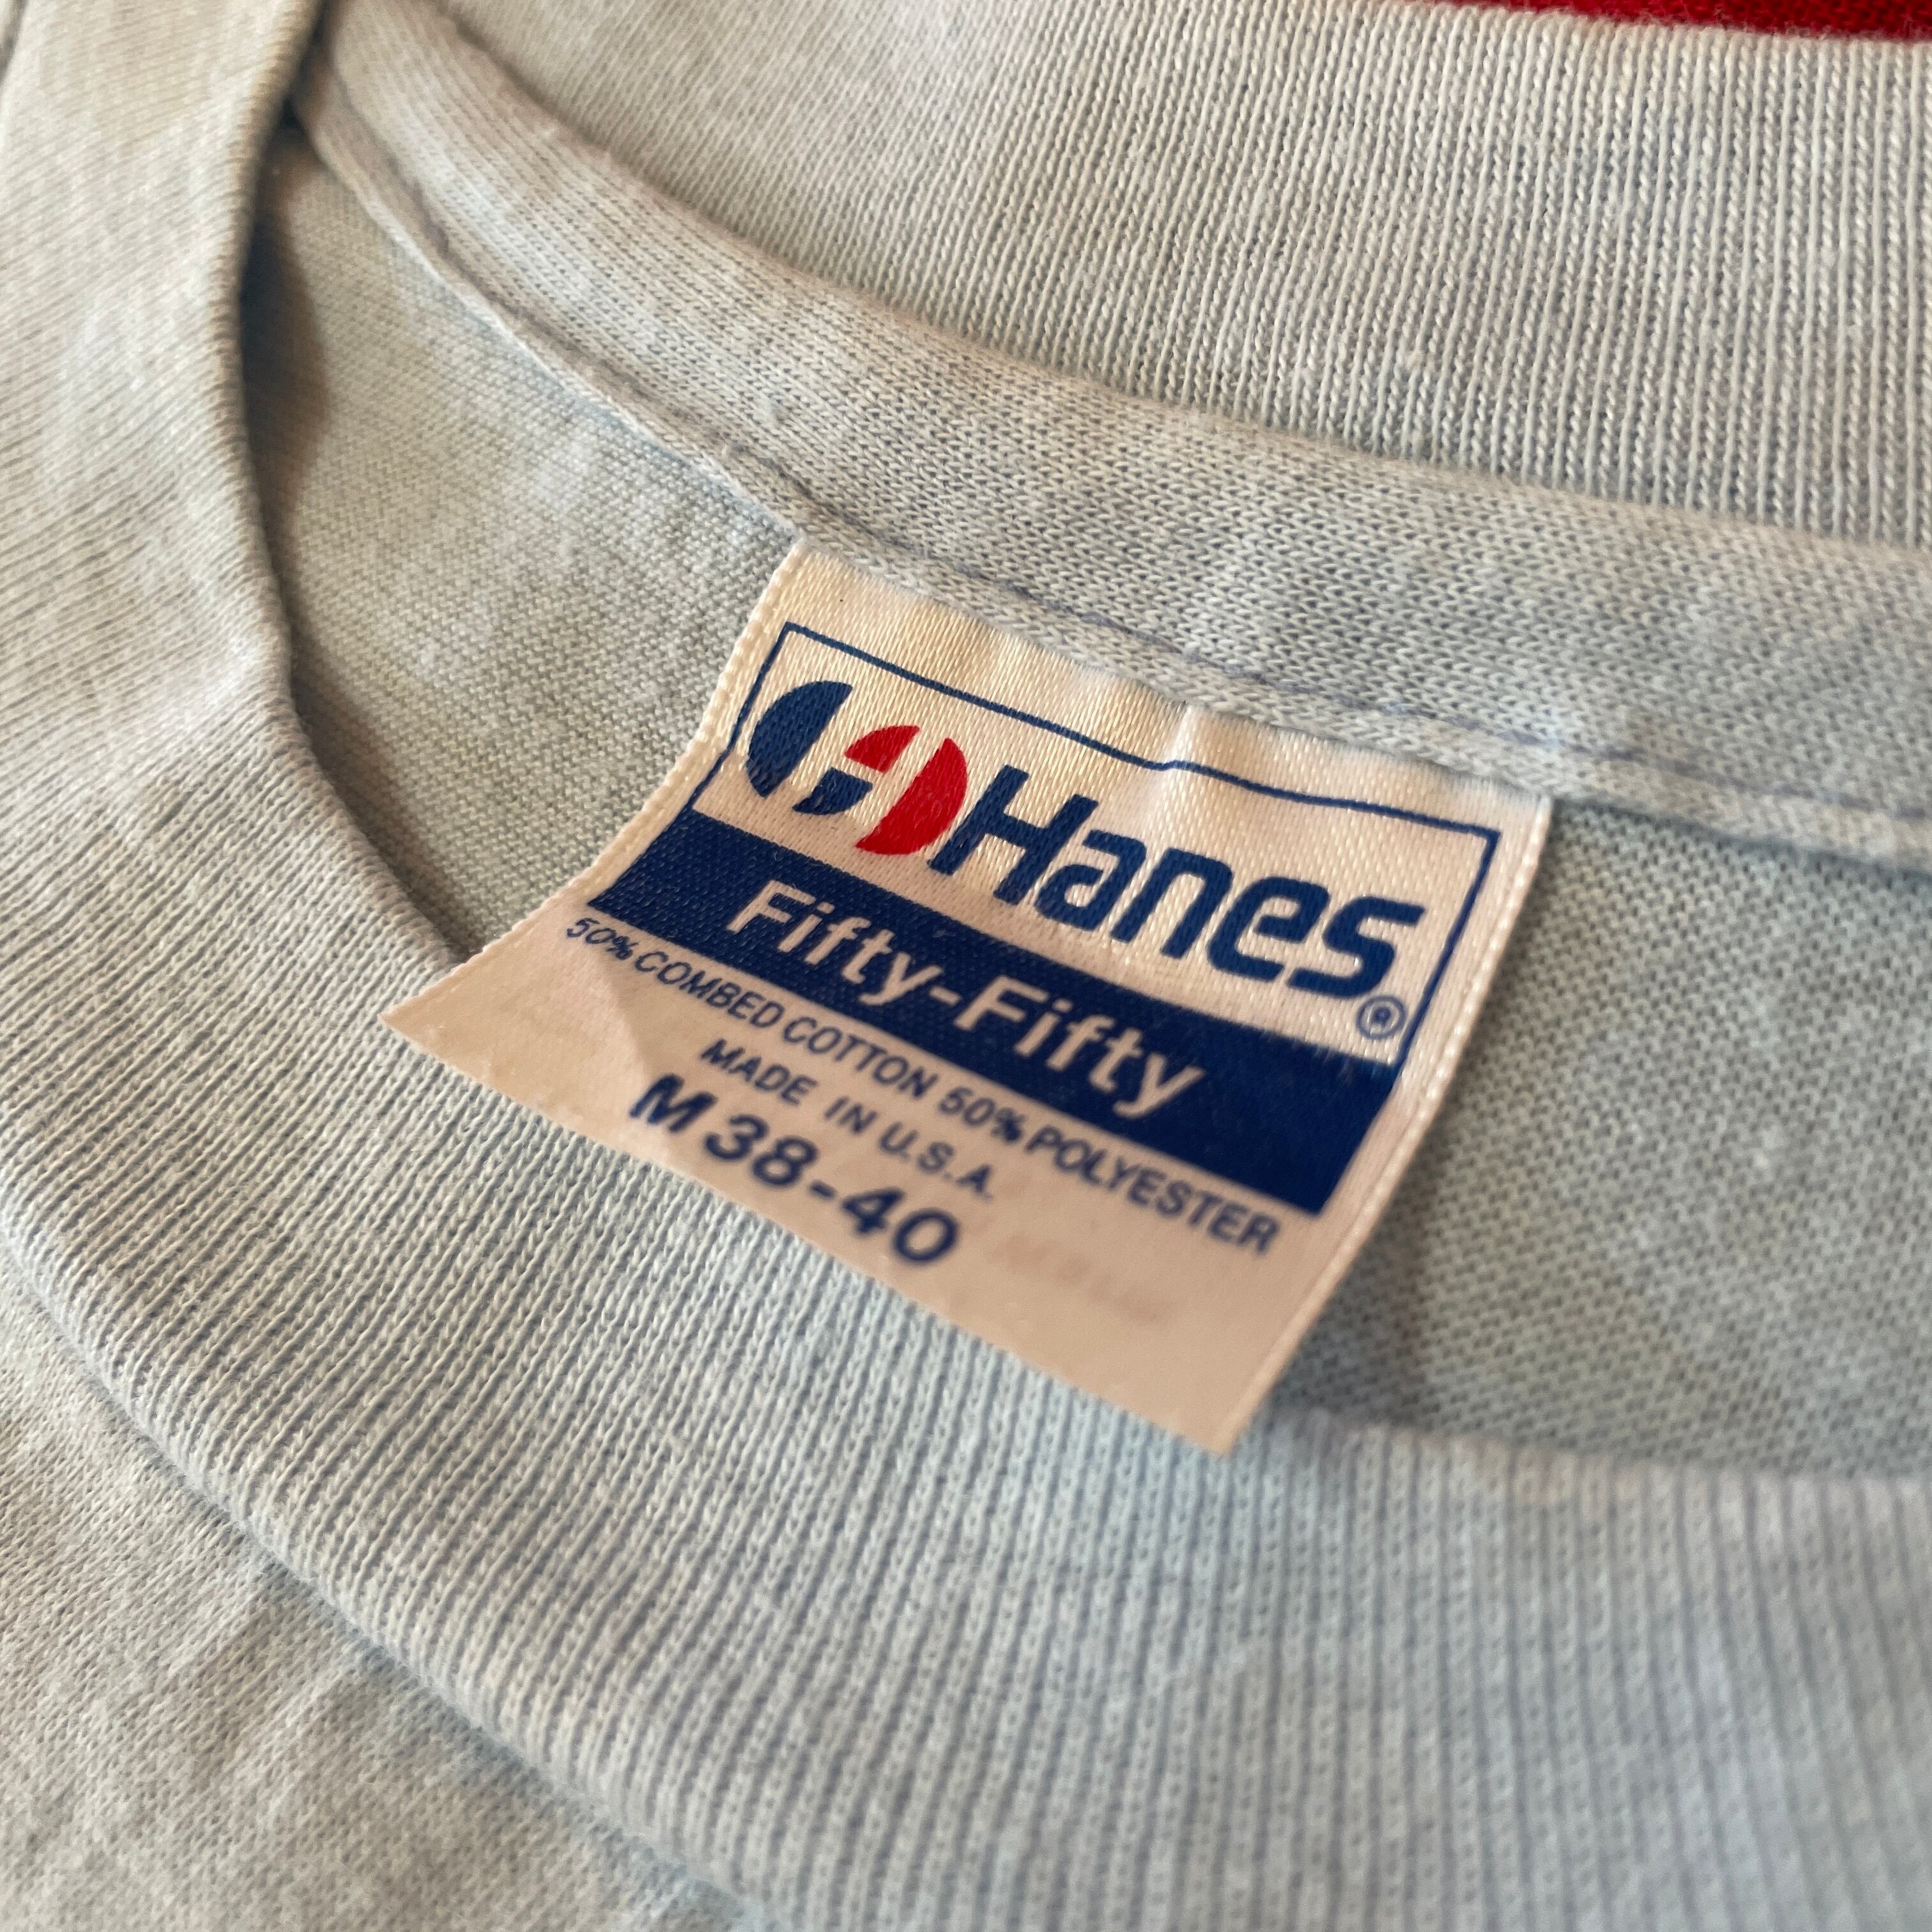 Hanes®
Fifty-Fifty
50% COMBED COTTON 50% POLYESTER
MADE IN U.S.A.
M 38-40